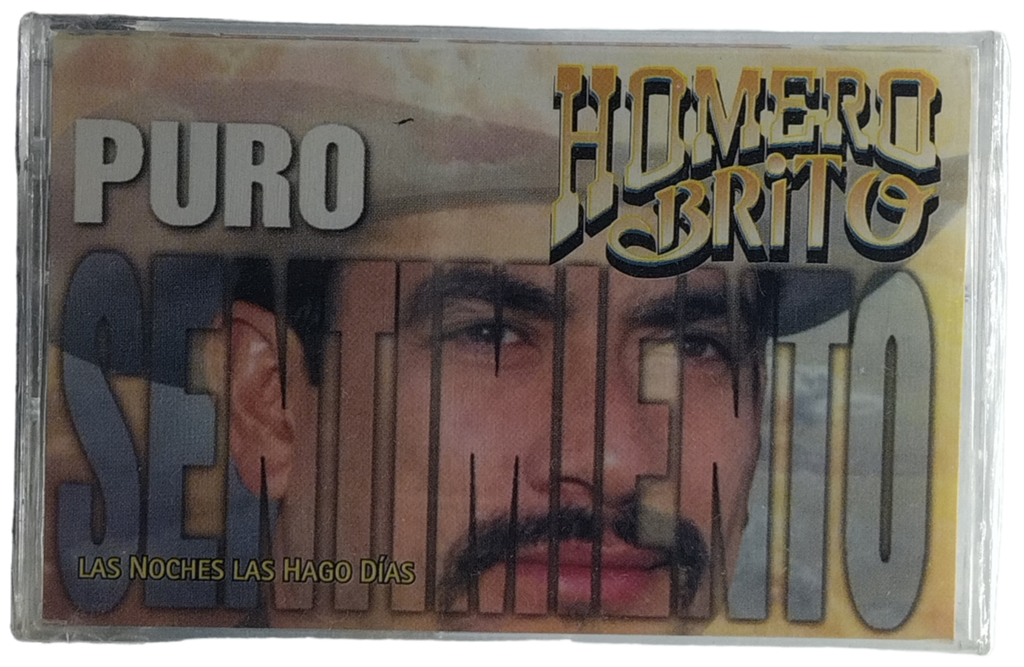 PURO
HOMERO
BRITO
SENTIMIENTO
LAS NOCHES LAS HAGO DÍAS